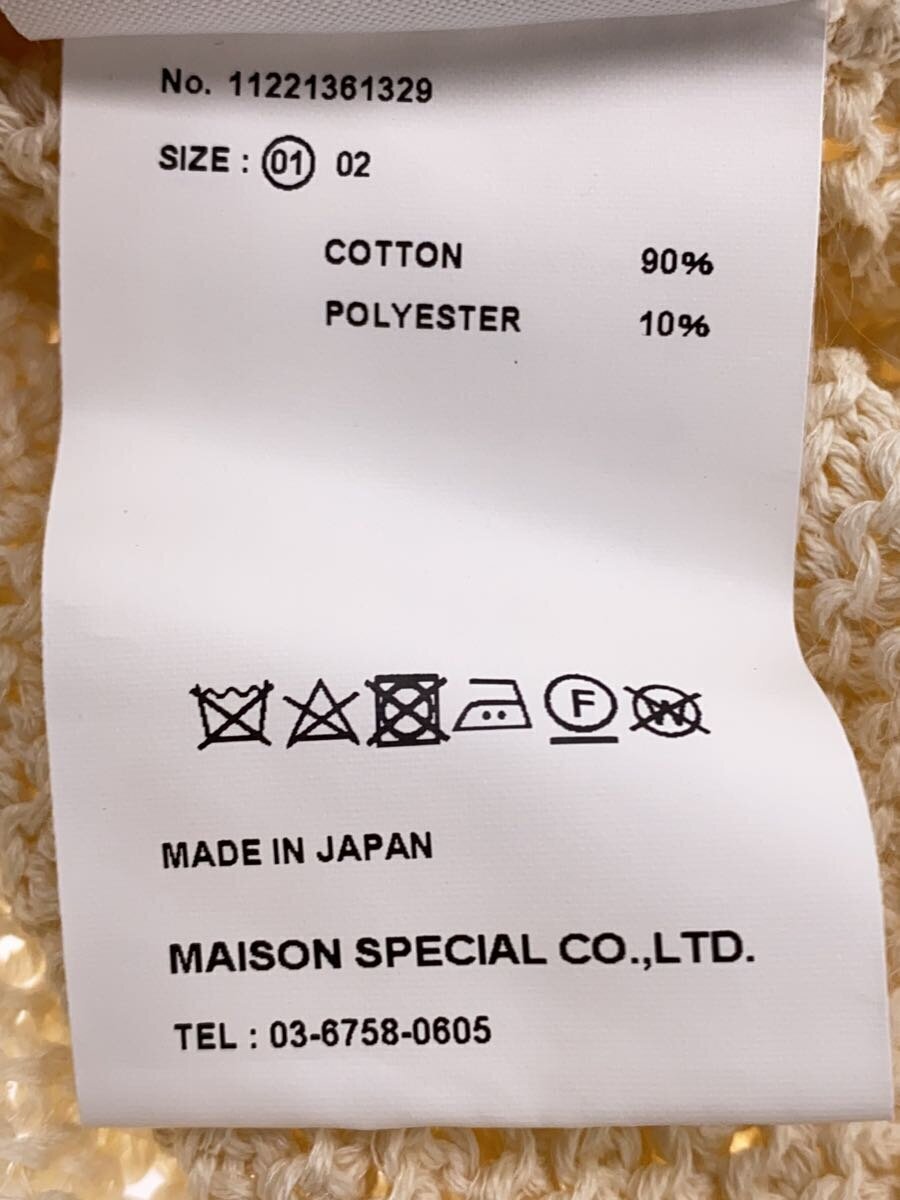 No. 11221361329
SIZE : 01 02
COTTON 90%
POLYESTER 10%
F W
MADE IN JAPAN
MAISON SPECIAL CO.,LTD.
TEL : 03-6758-0605